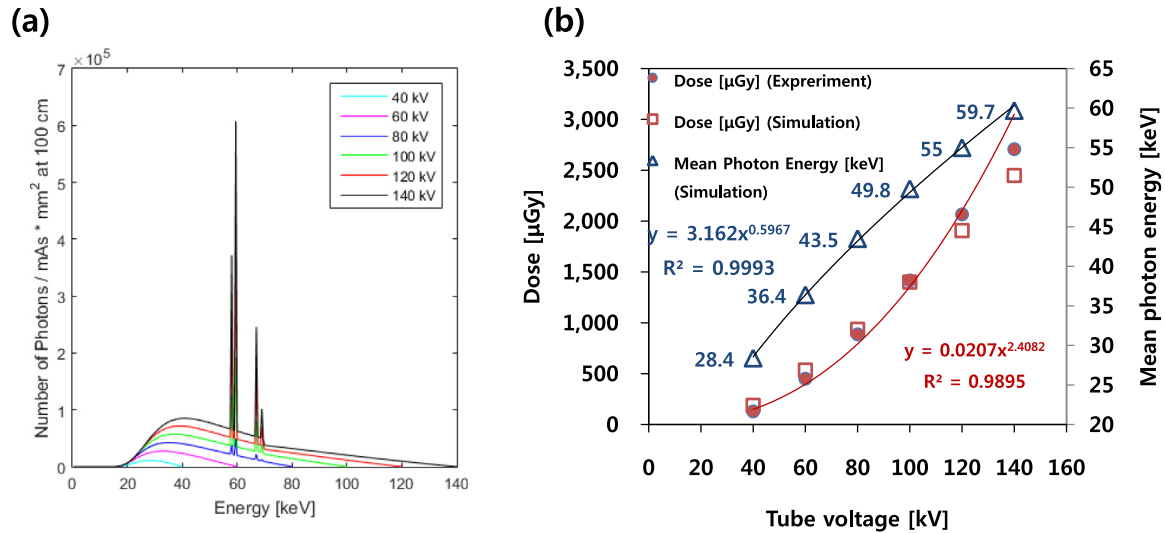 (a)
×10⁵
7
6
5
4
3
2
1
0
0 20 40 60 80 100 120 140
Number of Photons / mAs * mm² at 100 cm
Energy [keV]
40 kV
60 kV
80 kV
100 kV
120 kV
140 kV
(b)
3,500
3,000
2,500
2,000
1,500
1,000
500
0
Dose [µGy]
Dose [µGy] (Expreriment)
Dose [µGy] (Simulation)
Mean Photon Energy [keV]
(Simulation)
59.7
55
49.8
43.5
36.4
28.4
y = 3.162x^0.5967
R² = 0.9993
y = 0.0207x^2.4082
R² = 0.9895
65
60
55
50
45
40
35
30
25
20
Mean photon energy [keV]
0 20 40 60 80 100 120 140 160
Tube voltage [kV]